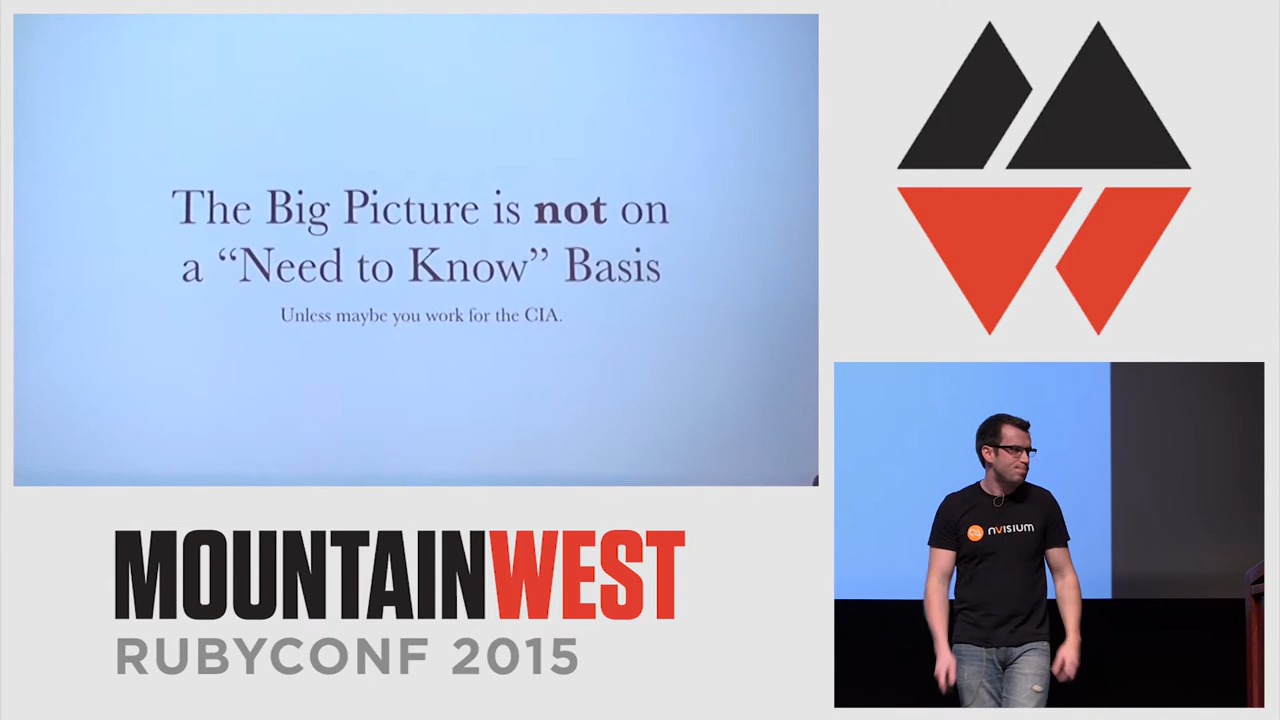 The Big Picture is not on
a “Need to Know” Basis
Unless maybe you work for the CIA.
nVISIUM
MOUNTAINWEST
RUBYCONF 2015